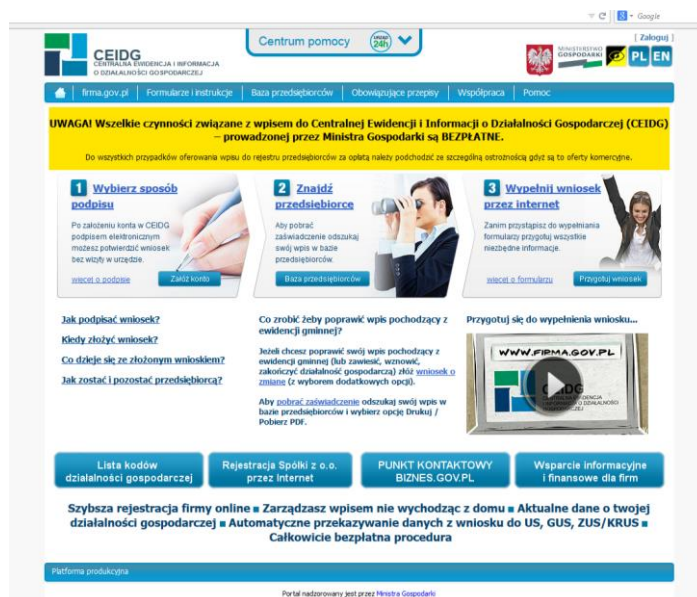 Google
[ Zaloguj ]
Centrum pomocy
URZĄD
24h
CEIDG
CENTRALNA EWIDENCJA I INFORMACJA
O DZIAŁALNOŚCI GOSPODARCZEJ
MINISTERSTWO
GOSPODARKI
PL EN
firma.gov.pl Formularze i instrukcje Baza przedsiębiorców Obowiązujące przepisy Współpraca Pomoc
UWAGA! Wszelkie czynności związane z wpisem do Centralnej Ewidencji i Informacji o Działalności Gospodarczej (CEIDG)
– prowadzonej przez Ministra Gospodarki są BEZPŁATNE.
Do wszystkich przypadków oferowania wpisu do rejestru przedsiębiorców za opłatą należy podchodzić ze szczególną ostrożnością gdyż są to oferty komercyjne.
1 Wybierz sposób
podpisu
Po założeniu konta w CEIDG
podpisem elektronicznym
możesz potwierdzić wniosek
bez wizyty w urzędzie.
więcej o podpisie
Załóż konto
2 Znajdź
przedsiębiorcę
Aby pobrać
zaświadczenie odszukaj
swój wpis w bazie
przedsiębiorców.
Baza przedsiębiorców
3 Wypełnij wniosek
przez internet
Zanim przystąpisz do wypełniania
formularzy przygotuj wszystkie
niezbędne informacje.
więcej o formularzu
Przygotuj wniosek
Jak podpisać wniosek?
Kiedy złożyć wniosek?
Co dzieje się ze złożonym wnioskiem?
Jak zostać i pozostać przedsiębiorcą?
Co zrobić żeby poprawić wpis pochodzący z
ewidencji gminnej?
Jeżeli chcesz poprawić swój wpis pochodzący z
ewidencji gminnej (lub zawiesić, wznowić,
zakończyć działalność gospodarczą) złóż wniosek o
zmianę (z wyborem dodatkowych opcji).
Aby pobrać zaświadczenie odszukaj swój wpis w
bazie przedsiębiorców i wybierz opcję Drukuj /
Pobierz PDF.
Przygotuj się do wypełnienia wniosku...
WWW.FIRMA.GOV.PL
CEIDG
CENTRALNA EWIDENCJA
I INFORMACJA O DZIAŁALNOŚCI
GOSPODARCZEJ
Lista kodów
działalności gospodarczej
Rejestracja Spółki z o.o.
przez Internet
PUNKT KONTAKTOWY
BIZNES.GOV.PL
Wsparcie informacyjne
i finansowe dla firm
Szybsza rejestracja firmy online ■ Zarządzasz wpisem nie wychodząc z domu ■ Aktualne dane o twojej
działalności gospodarczej ■ Automatyczne przekazywanie danych z wniosku do US, GUS, ZUS/KRUS ■
Całkowicie bezpłatna procedura
Platforma produkcyjna
Portal nadzorowany jest przez Ministra Gospodarki